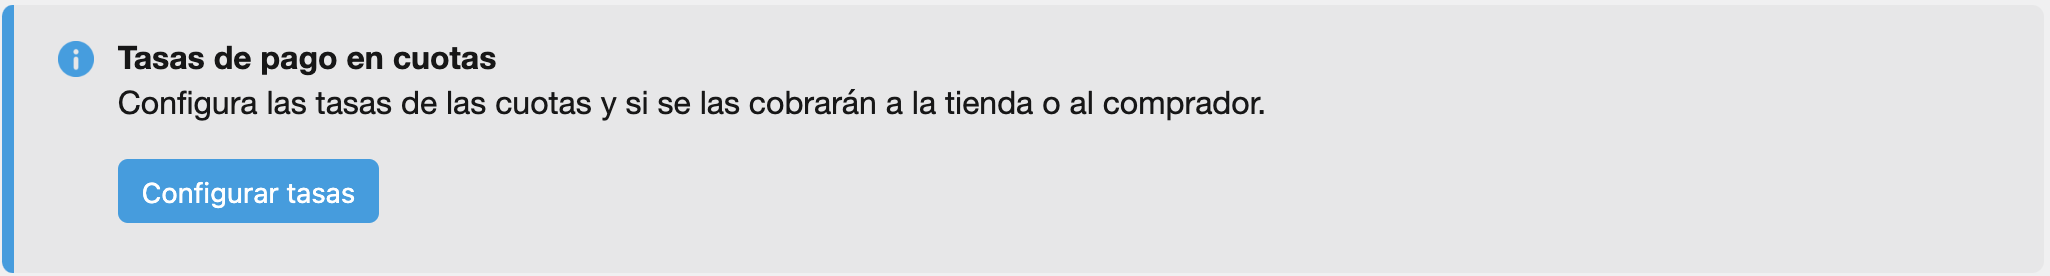 Tasas de pago en cuotas
Configura las tasas de las cuotas y si se las cobrarán a la tienda o al comprador.
Configurar tasas